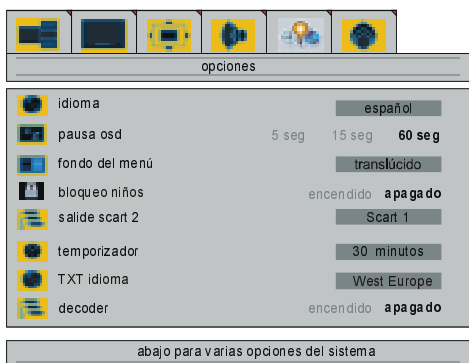 opciones
idioma español
pausa osd 5 seg 15 seg 60 seg
fondo del menú translúcido
bloqueo niños encendido apagado
salide scart 2 Scart 1
temporizador 30 minutos
TXT idioma West Europe
decoder encendido apagado
abajo para varias opciones del sistema